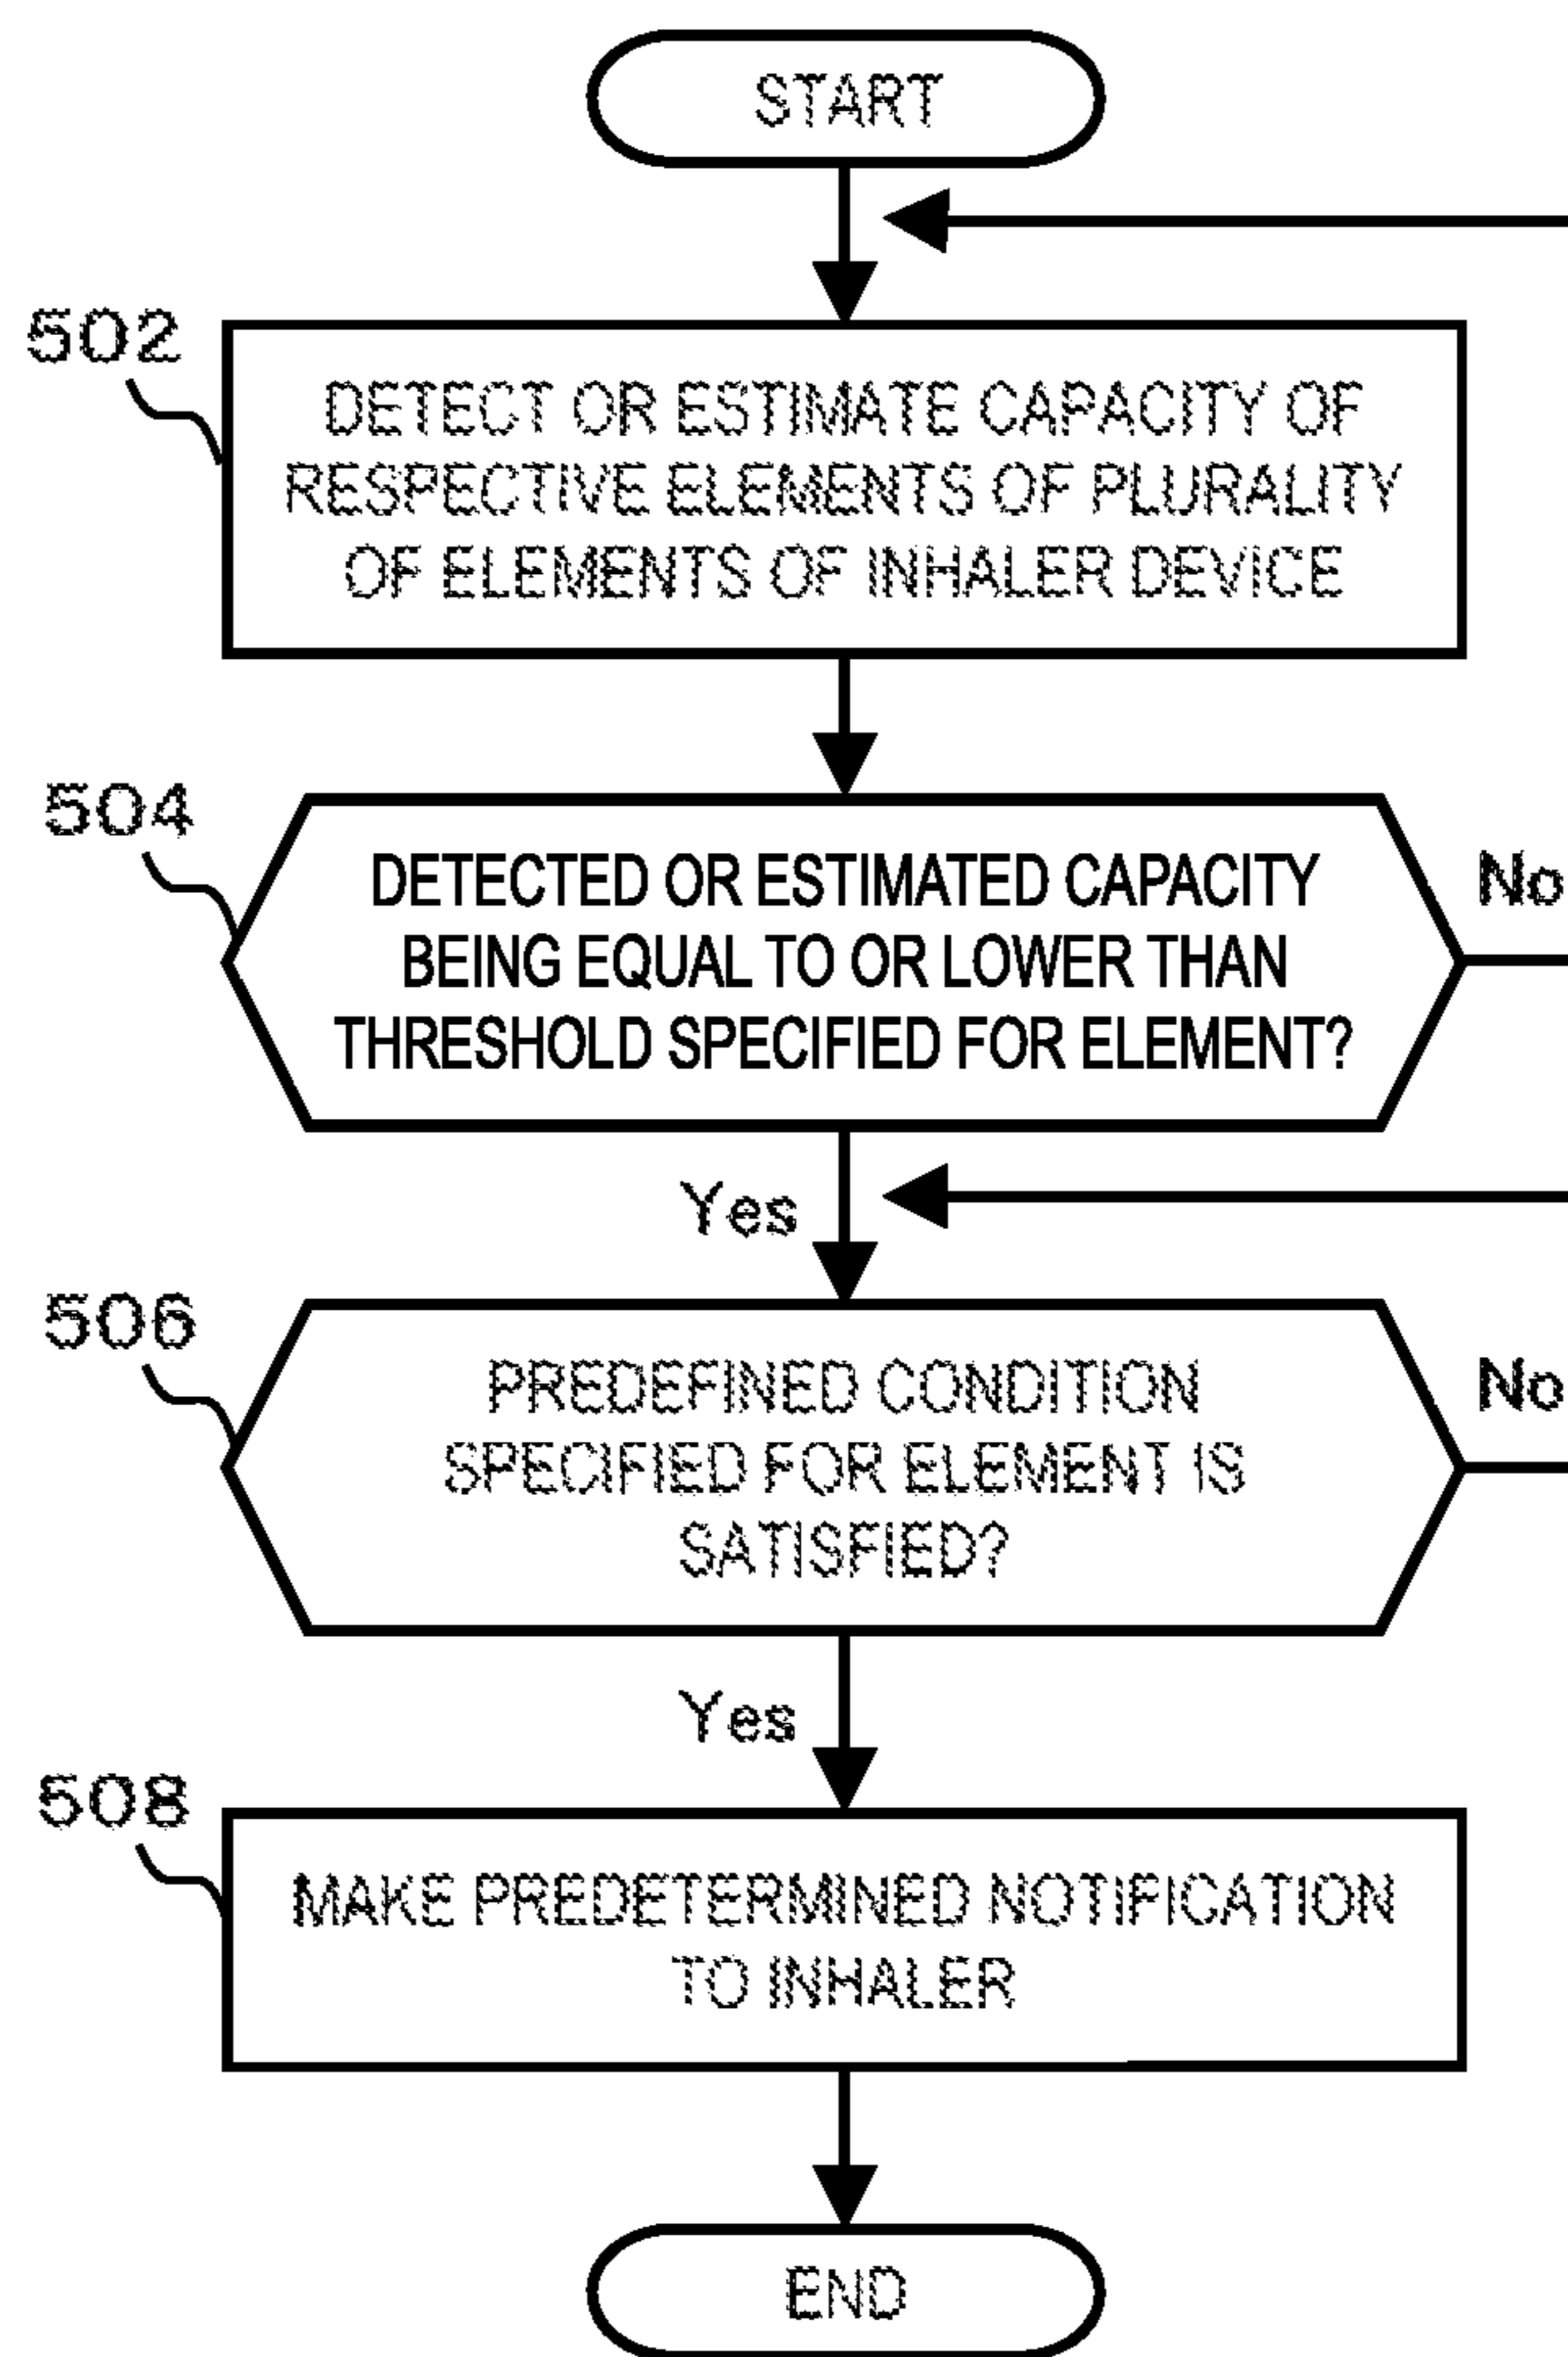 START
502
DETECT OR ESTIMATE CAPACITY OF
RESPECTIVE ELEMENTS OF PLURALITY
OF ELEMENTS OF INHALER DEVICE
504
DETECTED OR ESTIMATED CAPACITY
BEING EQUAL TO OR LOWER THAN
THRESHOLD SPECIFIED FOR ELEMENT?
No
Yes
506
PREDEFINED CONDITION
SPECIFIED FOR ELEMENT IS
SATISFIED?
No
Yes
508
MAKE PREDETERMINED NOTIFICATION
TO INHALER
END